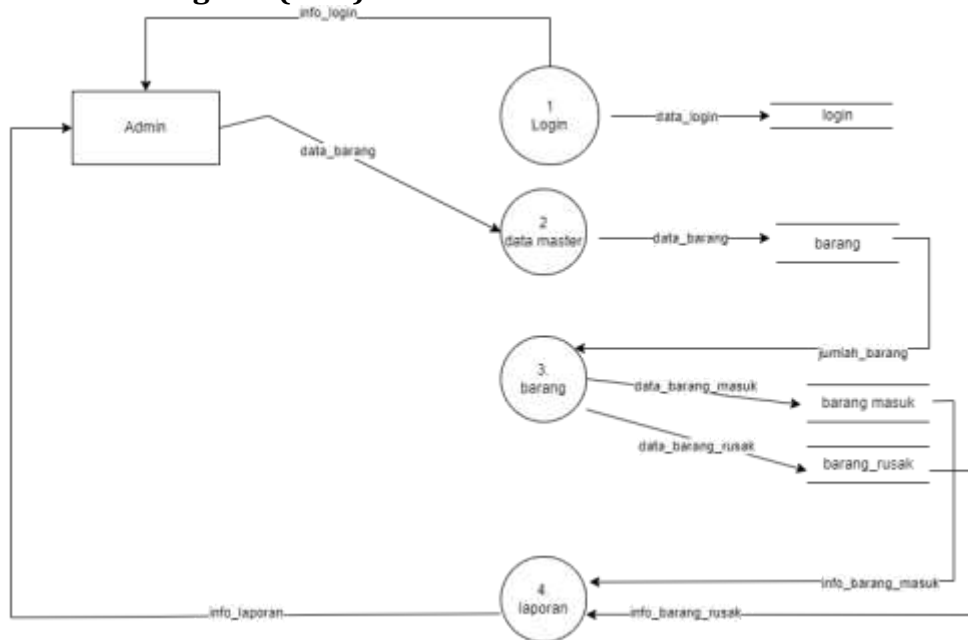 info_login
1
Login
data_login
login
Admin
data_barang
2
data master
data_barang
barang
jumlah_barang
3.
barang
data_barang_masuk
barang masuk
data_barang_rusak
barang_rusak
4.
laporan
info_barang_masuk
info_barang_rusak
info_laporan